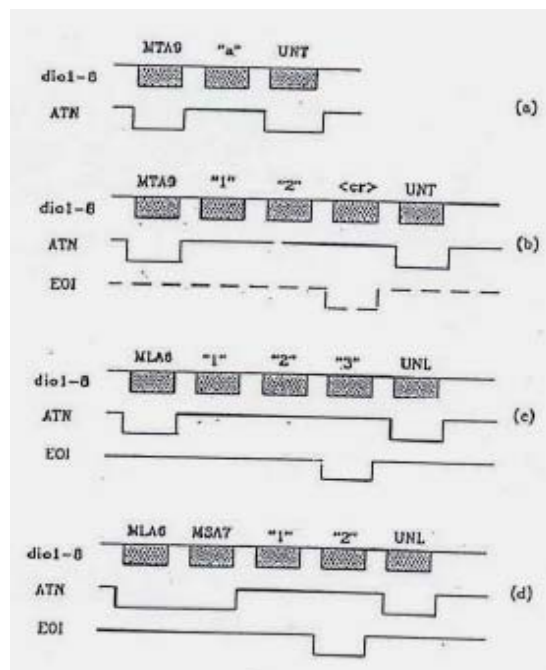 MTA9 "a" UNT
dio1-8
ATN
(a)
MTA9 "1" "2" <cr> UNT
dio1-8
ATN
(b)
EOI
MLA6 "1" "2" "3" UNL
dio1-8
ATN
(c)
EOI
MLA6 MSA7 "1" "2" UNL
dio1-8
ATN
(d)
EOI